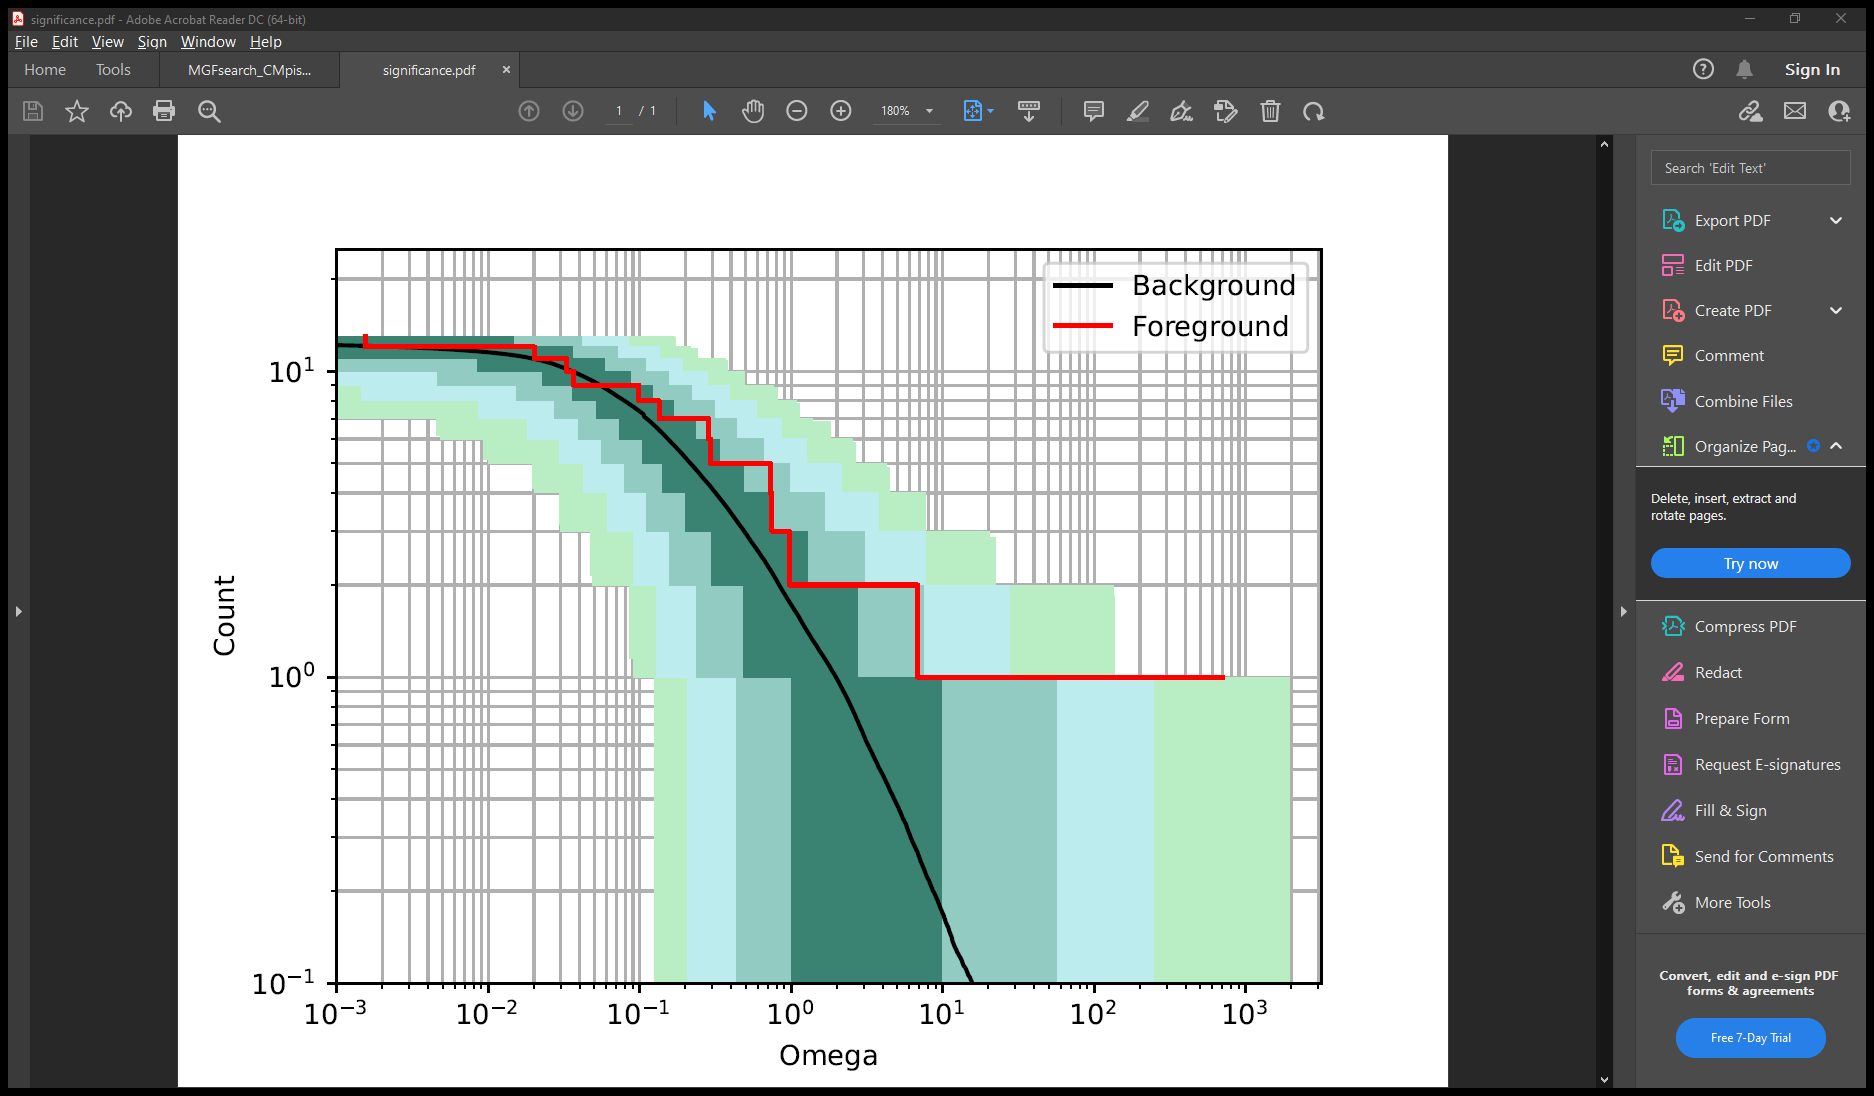 significance.pdf - Adobe Acrobat Reader DC (64-bit)
File Edit View Sign Window Help
Home Tools MGFsearch_CMpis... significance.pdf × Sign In
1 / 1 180%
Search 'Edit Text'
Export PDF
Edit PDF
Create PDF
Comment
Combine Files
Organize Pag...
Delete, insert, extract and
rotate pages.
Try now
Compress PDF
Redact
Prepare Form
Request E-signatures
Fill & Sign
Send for Comments
More Tools
Convert, edit and e-sign PDF
forms & agreements
Free 7-Day Trial
Background
Foreground
10¹
10⁰
10⁻¹
Count
10⁻³ 10⁻² 10⁻¹ 10⁰ 10¹ 10² 10³
Omega